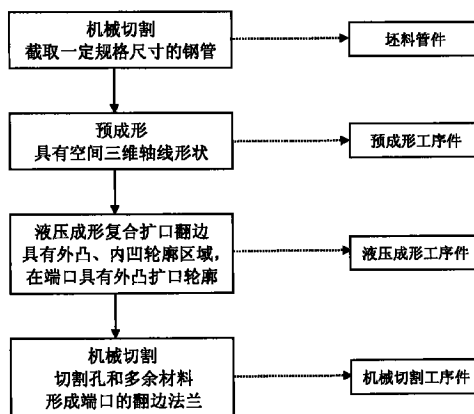 机械切割
截取一定规格尺寸的钢管
坯料管件
预成形
具有空间三维轴线形状
预成形工序件
液压成形复合扩口翻边
具有外凸、内凹轮廓区域，
在端口具有外凸扩口轮廓
液压成形工序件
机械切割
切割孔和多余材料
形成端口的翻边法兰
机械切割工序件